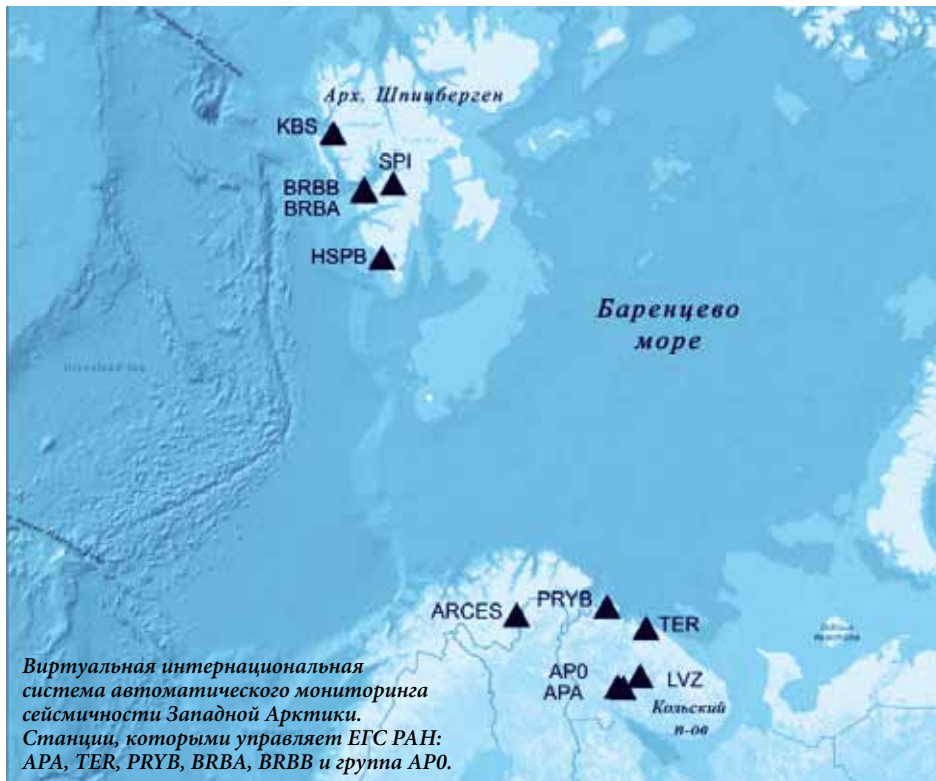 Арх. Шпицберген
KBS
SPI
BRBB
BRBA
HSPB
Баренцево
море
ARCES
PRYB
TER
AP0
APA
LVZ
Кольский
п-ов
Виртуальная интернациональная
система автоматического мониторинга
сейсмичности Западной Арктики.
Станции, которыми управляет ЕГС РАН:
APA, TER, PRYB, BRBA, BRBB и группа AP0.